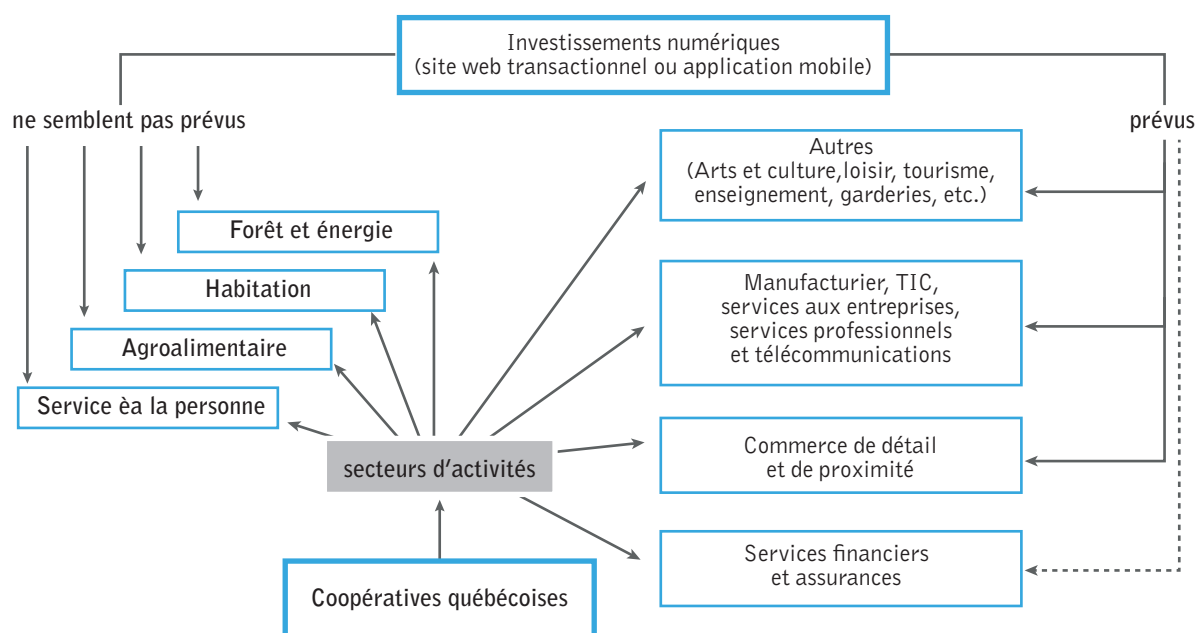 Investissements numériques
(site web transactionnel ou application mobile)
ne semblent pas prévus
prévus
Autres
(Arts et culture,loisir, tourisme,
enseignement, garderies, etc.)
Forêt et énergie
Habitation
Manufacturier, TIC,
services aux entreprises,
services professionnels
et télécommunications
Agroalimentaire
Service èa la personne
secteurs d'activités
Commerce de détail
et de proximité
Services financiers
et assurances
Coopératives québécoises